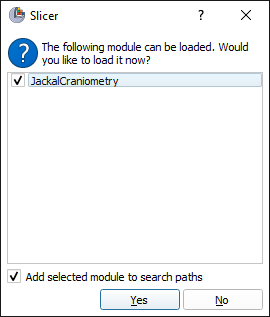 Slicer
The following module can be loaded. Would
you like to load it now?
JackalCraniometry
Add selected module to search paths
Yes
No